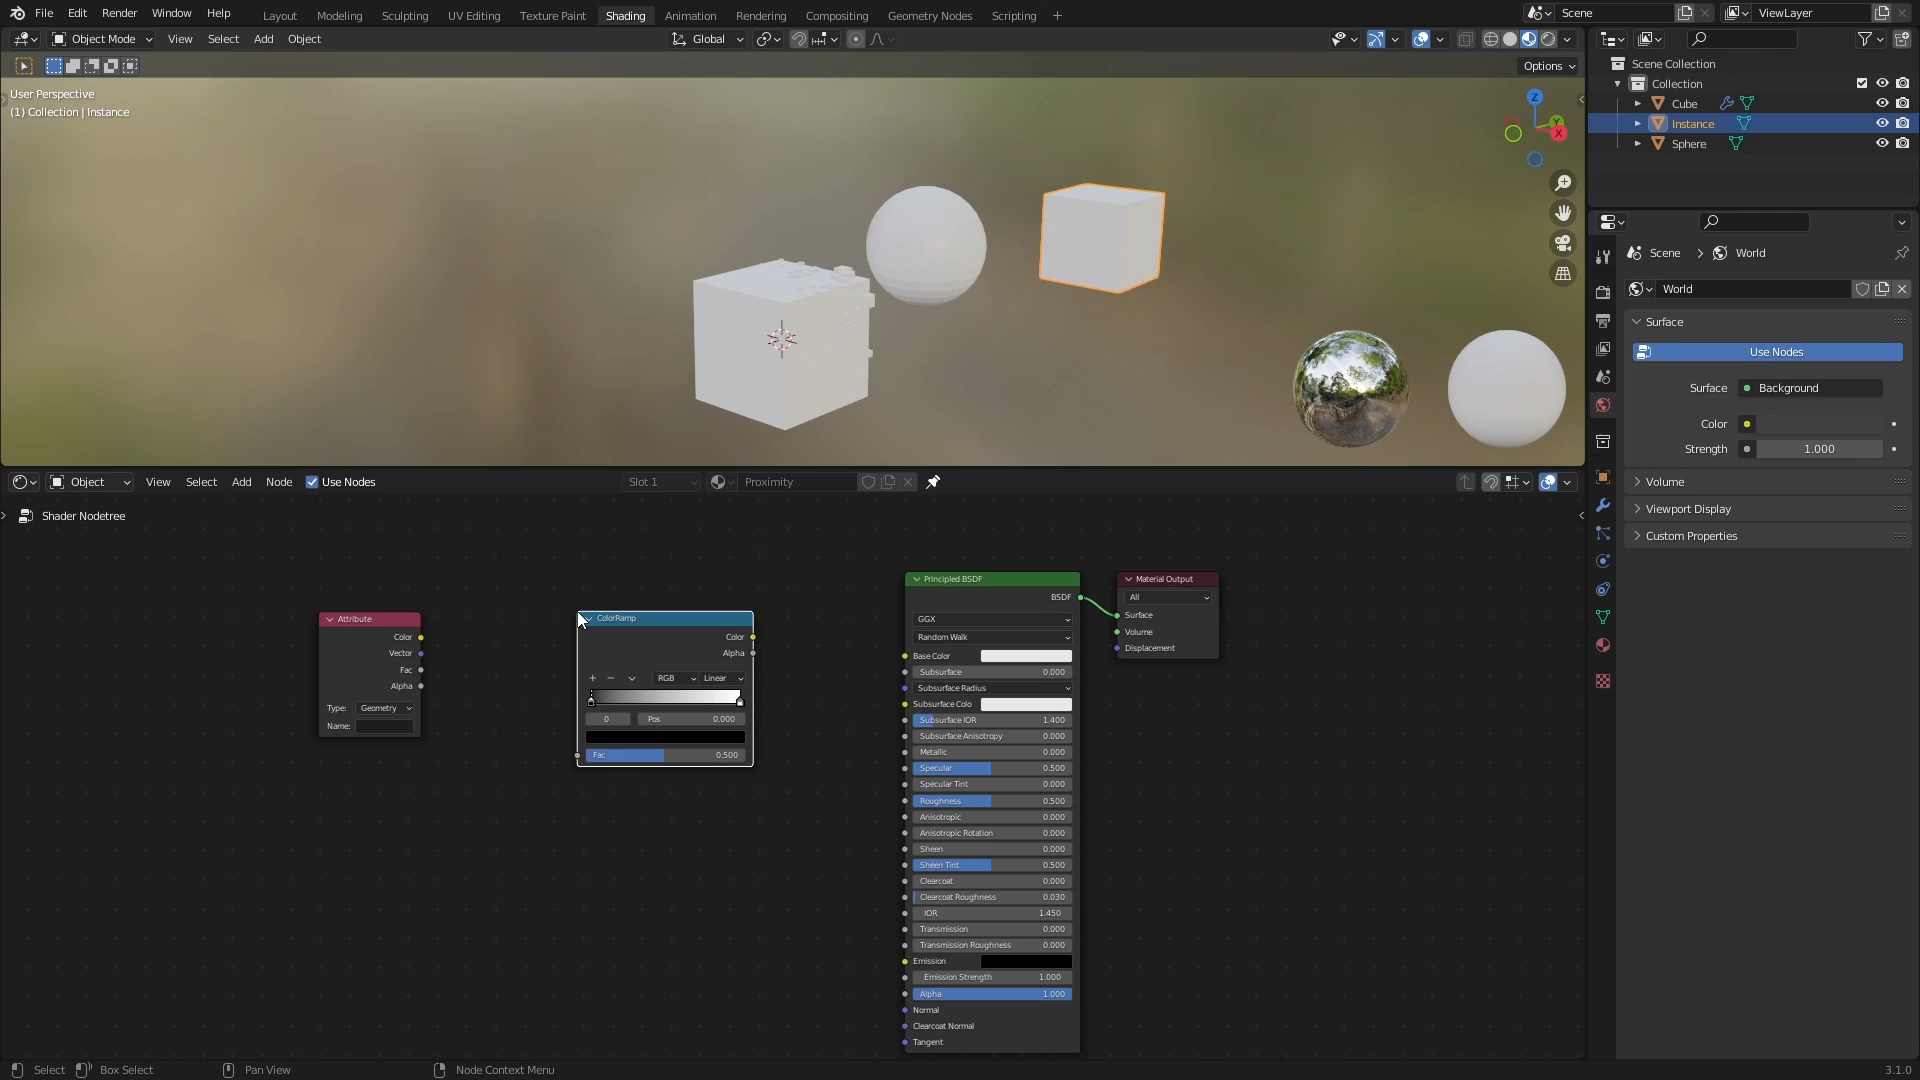 File Edit Render Window Help Layout Modeling Sculpting UV Editing Texture Paint Shading Animation Rendering Compositing Geometry Nodes Scripting + Scene ViewLayer
Object Mode View Select Add Object Global
Options
User Perspective
(1) Collection | Instance
Z
Y
X
Scene Collection
Collection
Cube
Instance
Sphere
Scene > World
World
Surface
Use Nodes
Surface Background
Color
Strength 1.000
Volume
Viewport Display
Custom Properties
Object View Select Add Node Use Nodes Slot 1 Proximity
Shader Nodetree
Attribute
Color
Vector
Fac
Alpha
Type: Geometry
Name:
ColorRamp
Color
Alpha
RGB Linear
0 Pos 0.000
Fac 0.500
Principled BSDF
BSDF
GGX
Random Walk
Base Color
Subsurface 0.000
Subsurface Radius
Subsurface Colo
Subsurface IOR 1.400
Subsurface Anisotropy 0.000
Metallic 0.000
Specular 0.500
Specular Tint 0.000
Roughness 0.500
Anisotropic 0.000
Anisotropic Rotation 0.000
Sheen 0.000
Sheen Tint 0.500
Clearcoat 0.000
Clearcoat Roughness 0.030
IOR 1.450
Transmission 0.000
Transmission Roughness 0.000
Emission
Emission Strength 1.000
Alpha 1.000
Normal
Clearcoat Normal
Tangent
Material Output
All
Surface
Volume
Displacement
Select Box Select Pan View Node Context Menu 3.1.0